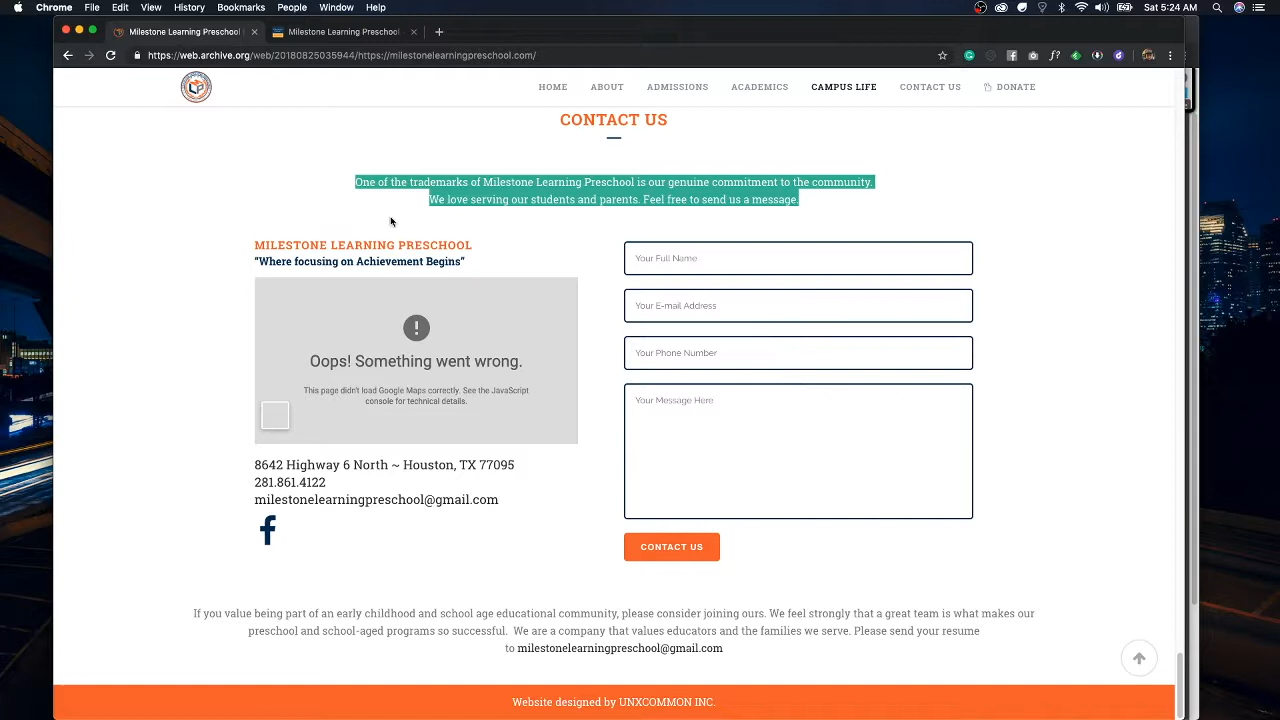 Chrome File Edit View History Bookmarks People Window Help
Sat 5:13 PM
Milestone Learning Preschool
Milestone Learning Preschool
web.archive.org/web/20180825035944/https://milestonelearningpreschool.com/
HOME ABOUT ADMISSIONS ACADEMICS CAMPUS LIFE CONTACT US DONATE
CONTACT US
One of the trademarks of Milestone Learning Preschool is our genuine commitment to the community.
We love serving our students and parents. Feel free to send us a message.
MILESTONE LEARNING PRESCHOOL
“Where focusing on Achievement Begins”
Your Full Name
Your E-mail Address
Your Phone Number
Your Message Here
Oops! Something went wrong.
This page didn't load Google Maps correctly. See the JavaScript
console for technical details.
8642 Highway 6 North ~ Houston, TX 77095
281.861.4122
milestonelearningpreschool@gmail.com
CONTACT US
If you value being part of an early childhood and school age educational community, please consider joining ours. We feel strongly that a great team is what makes our
preschool and school-aged programs so successful. We are a company that values educators and the families we serve. Please send your resume
to milestonelearningpreschool@gmail.com
Website designed by UNXCOMMON INC.